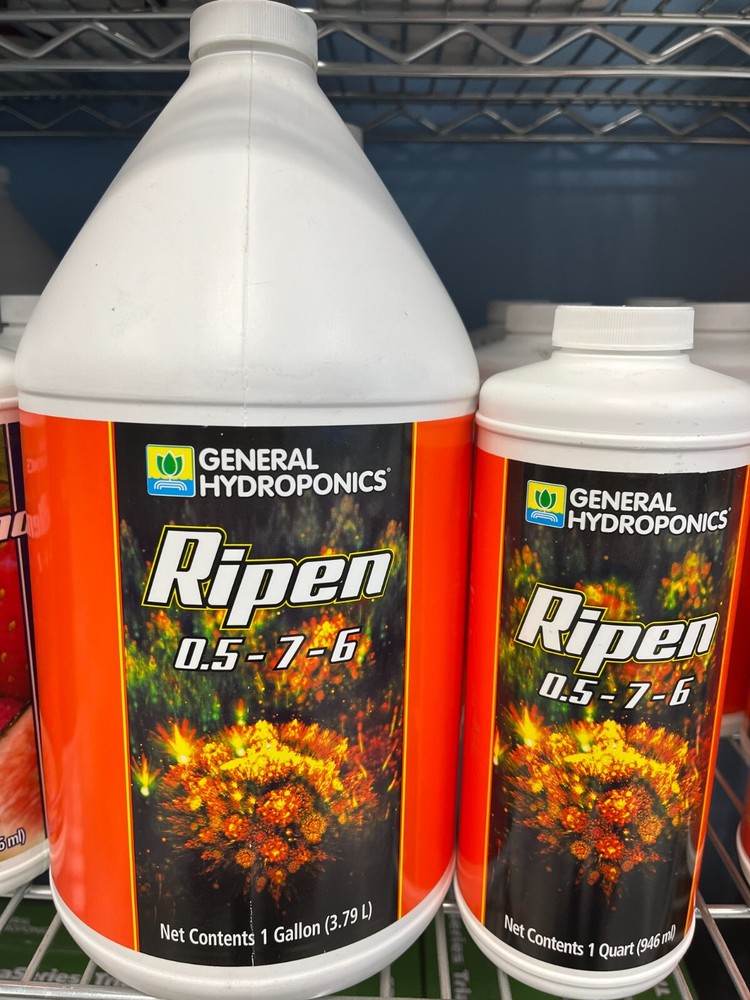 GENERAL
HYDROPONICS®
Ripen
0.5-7-6
Net Contents 1 Gallon (3.79 L)
GENERAL
HYDROPONICS®
Ripen
0.5-7-6
Net Contents 1 Quart (946 ml)